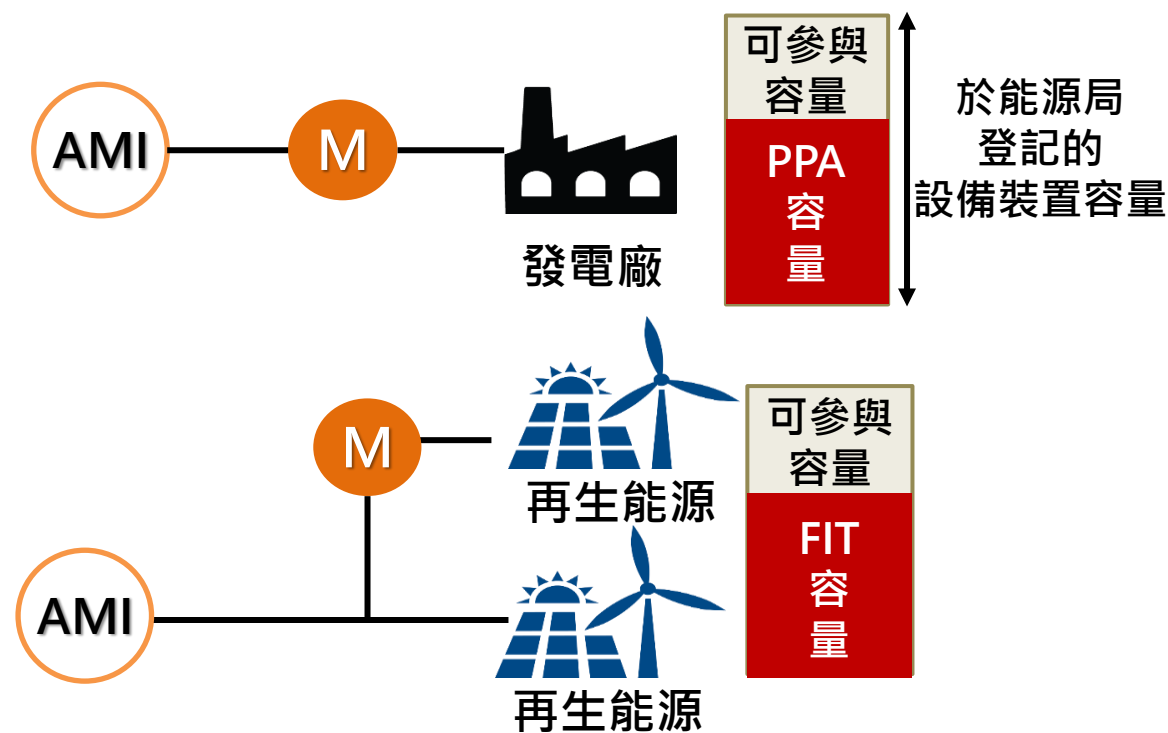 AMI
M
發電廠
可參與
容量
PPA
容
量
於能源局
登記的
設備裝置容量
AMI
M
再生能源
再生能源
可參與
容量
FIT
容
量